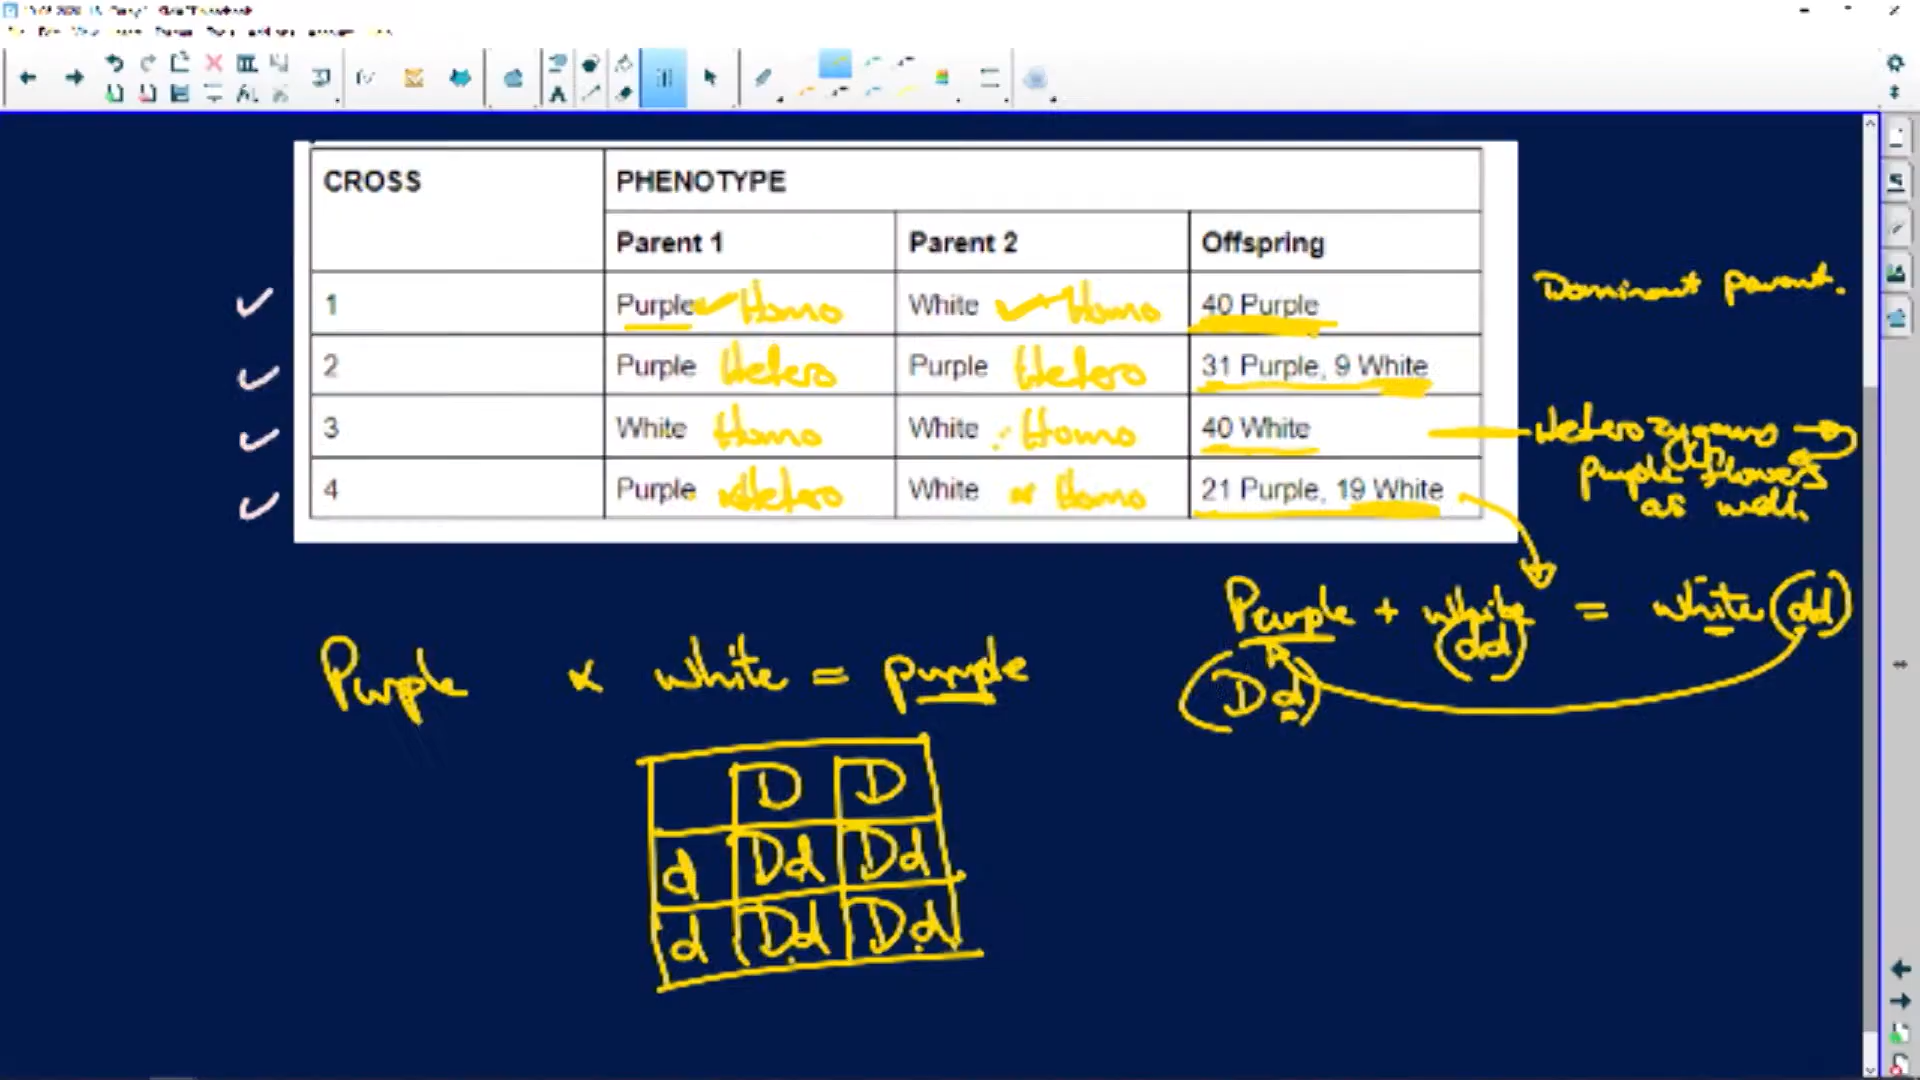 CROSS PHENOTYPE
Parent 1 Parent 2 Offspring
1 Purple Homo White Homo 40 Purple Dominant parent.
2 Purple Hetero Purple Hetero 31 Purple, 9 White
3 White Homo White Homo 40 White Heterozygous
purple flowers
4 Purple Hetero White Homo 21 Purple, 19 White as well.
Purple + white = white (dd)
(dd)
(Dd)
Purple x white = purple
D D
d Dd Dd
d Dd Dd